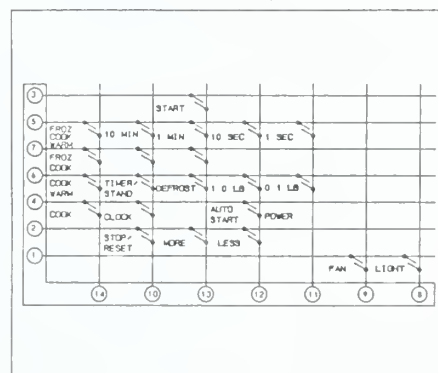 3
START
5
FROZ COOK WARM 10 MIN 1 MIN 10 SEC 1 SEC
7
FROZ COOK
6
COOK WARM TIMER/STAND DEFROST 1 0 LB 0 1 LB
4
COOK CLOCK AUTO START POWER
2
STOP/RESET MORE LESS
1
FAN LIGHT
14 10 13 12 11 9 8